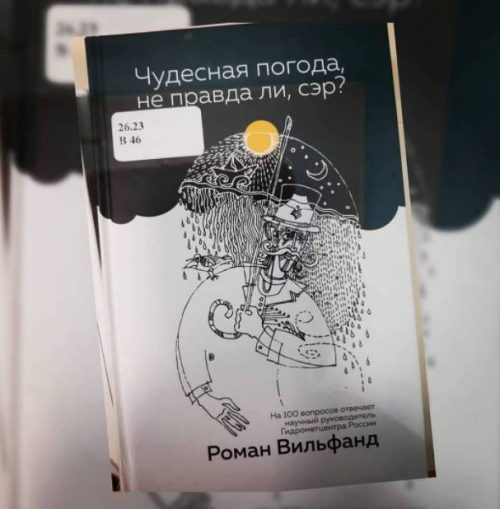 Чудесная погода,
не правда ли, сэр?
26.23
В 46
На 100 вопросов отвечает
научный руководитель
Гидрометцентра России
Роман Вильфанд